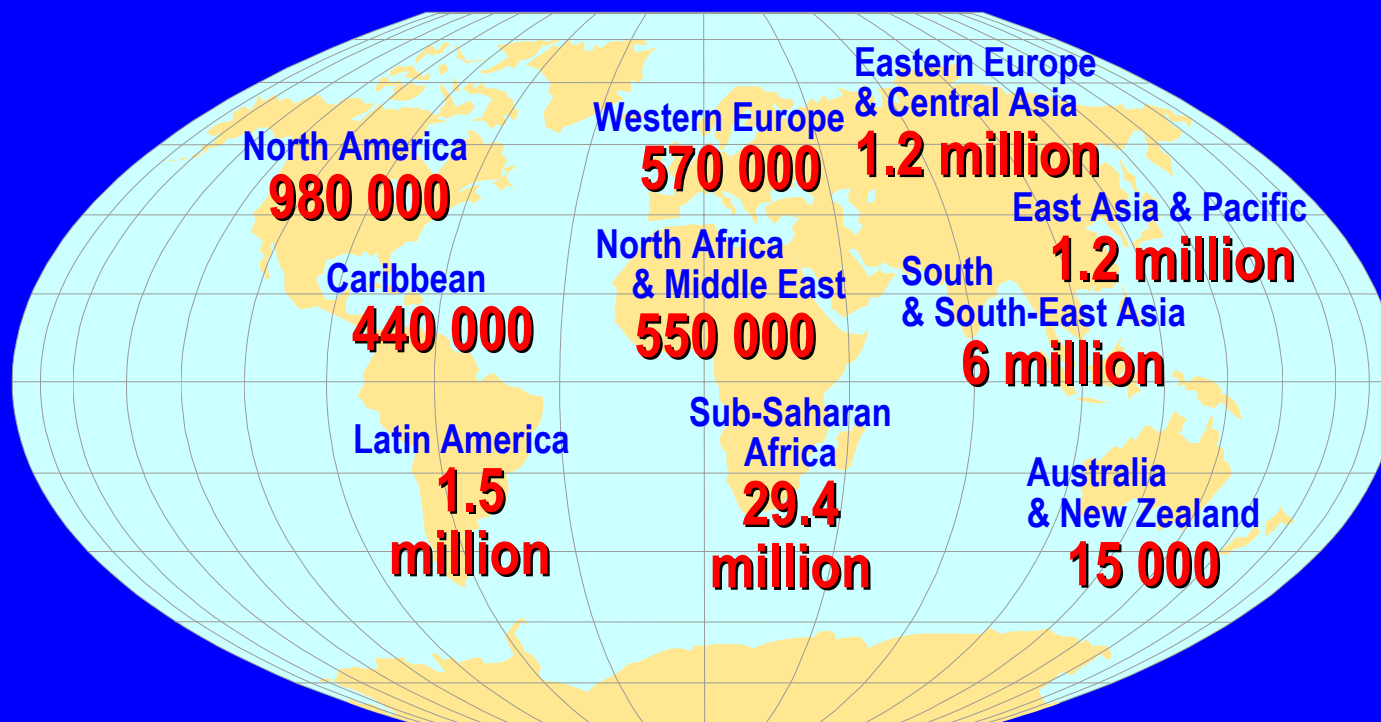 Eastern Europe
& Central Asia
1.2 million
Western Europe
570 000
North America
980 000
East Asia & Pacific
1.2 million
North Africa
& Middle East
550 000
South
& South-East Asia
6 million
Caribbean
440 000
Sub-Saharan
Africa
29.4
million
Latin America
1.5
million
Australia
& New Zealand
15 000